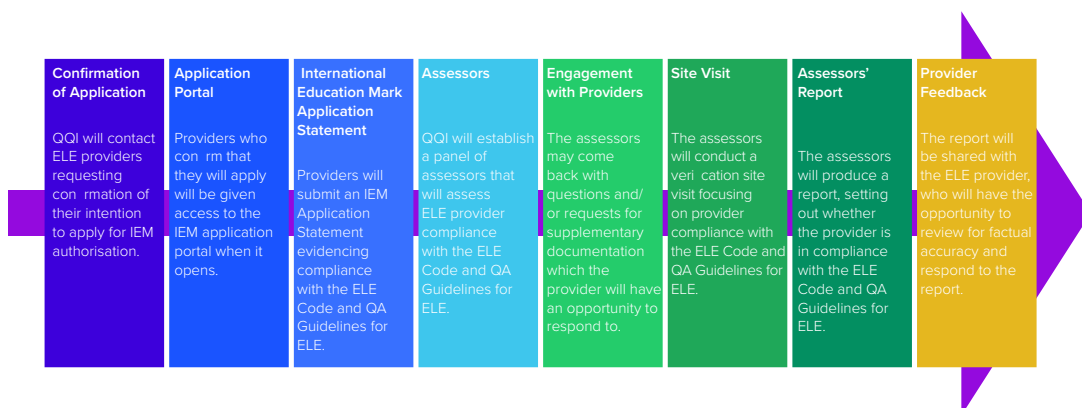 Confirmation
of Application
QQI will contact
ELE providers
requesting
con rmation of
their intention
to apply for IEM
authorisation.
Application
Portal
Providers who
con rm that
they will apply
will be given
access to the
IEM application
portal when it
opens.
International
Education Mark
Application
Statement
Providers will
submit an IEM
Application
Statement
evidencing
compliance
with the ELE
Code and QA
Guidelines for
ELE.
Assessors
QQI will establish
a panel of
assessors that
will assess
ELE provider
compliance
with the ELE
Code and QA
Guidelines for
ELE.
Engagement
with Providers
The assessors
may come
back with
questions and/
or requests for
supplementary
documentation
which the
provider will have
an opportunity to
respond to.
Site Visit
The assessors
will conduct a
veri cation site
visit focusing
on provider
compliance with
the ELE Code and
QA Guidelines for
ELE.
Assessors’
Report
The assessors
will produce a
report, setting
out whether
the provider is
in compliance
with the ELE
Code and QA
Guidelines for
ELE.
Provider
Feedback
The report will
be shared with
the ELE provider,
who will have the
opportunity to
review for factual
accuracy and
respond to the
report.